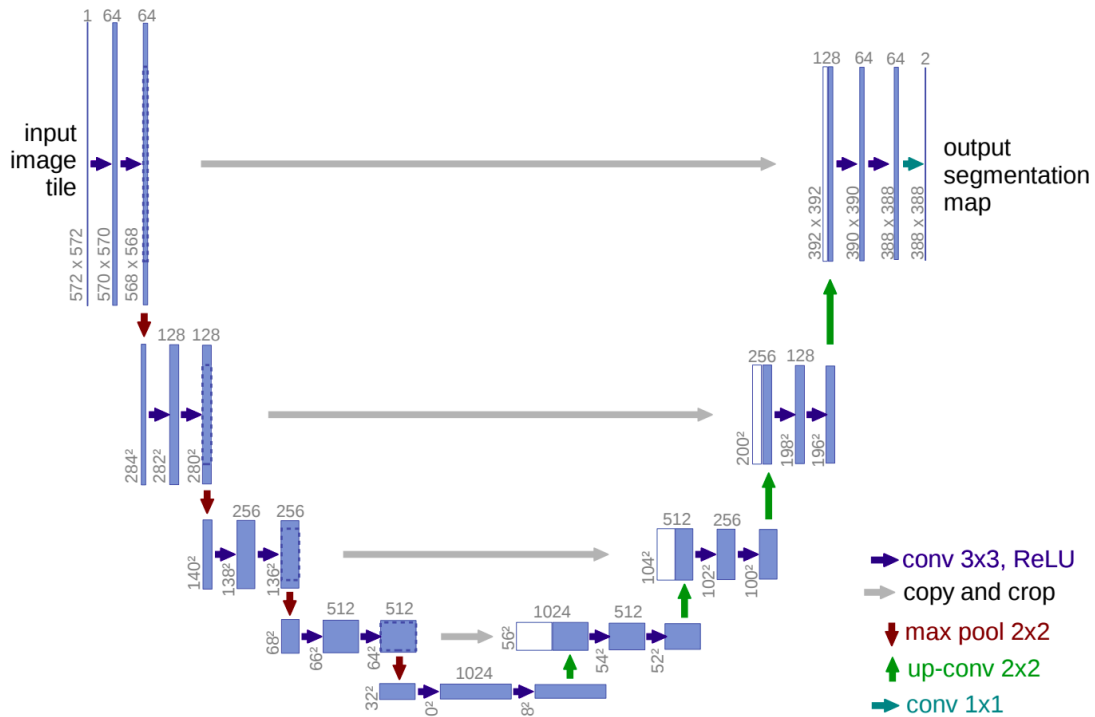 1 64 64
input
image
tile
572 x 572
570 x 570
568 x 568
128 64 64 2
output
segmentation
map
392 x 392
390 x 390
388 x 388
388 x 388
128 128
284²
282²
280²
256 128
200²
198²
196²
256 256
140²
138²
136²
512 256
104²
102²
100²
512 512
68²
66²
64²
1024 512
56²
54²
52²
1024
32²
0²
8²
conv 3x3, ReLU
copy and crop
max pool 2x2
up-conv 2x2
conv 1x1